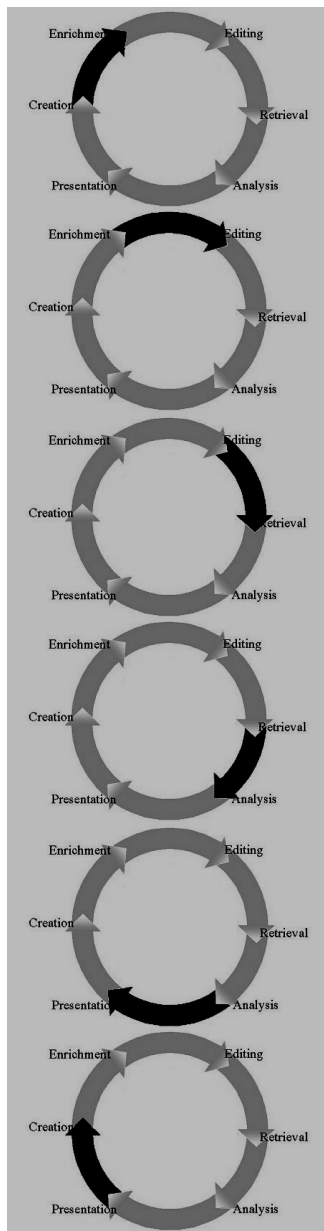 Enrichment
Editing
Creation
Retrieval
Presentation
Analysis
Enrichment
Editing
Creation
Retrieval
Presentation
Analysis
Enrichment
Editing
Creation
Retrieval
Presentation
Analysis
Enrichment
Editing
Creation
Retrieval
Presentation
Analysis
Enrichment
Editing
Creation
Retrieval
Presentation
Analysis
Enrichment
Editing
Creation
Retrieval
Presentation
Analysis